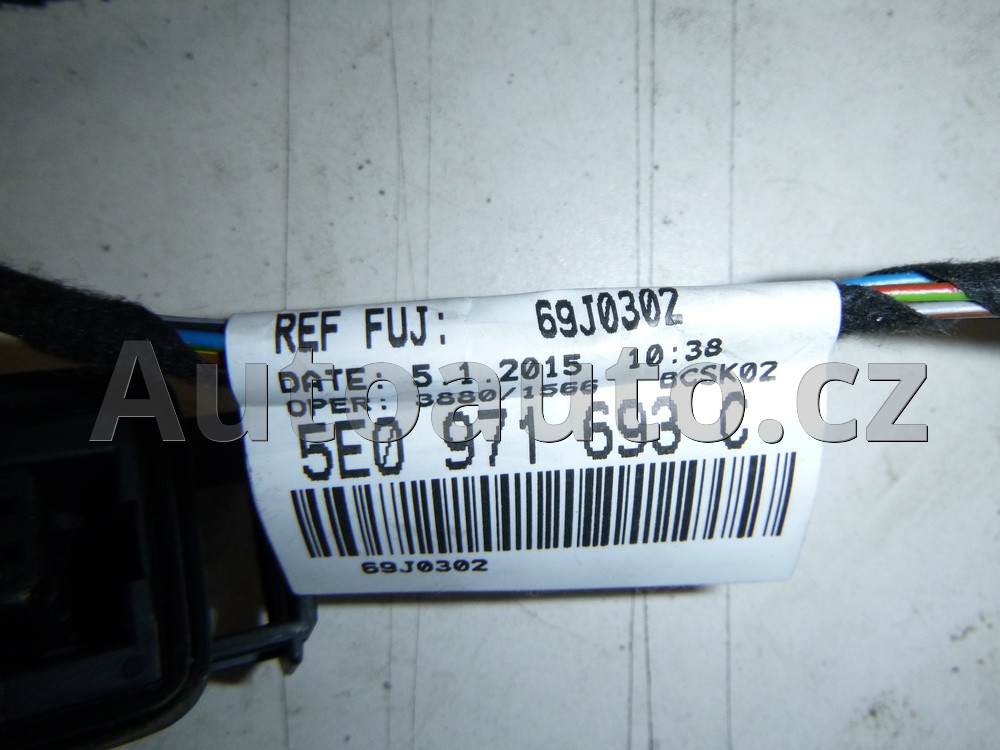 REF FUJ: 69J0302
DATE: 5.1.2015 10:38
OPER: 3880/1566 BCSK02
5E0 971 693 C
69J0302
Autoauto.cz